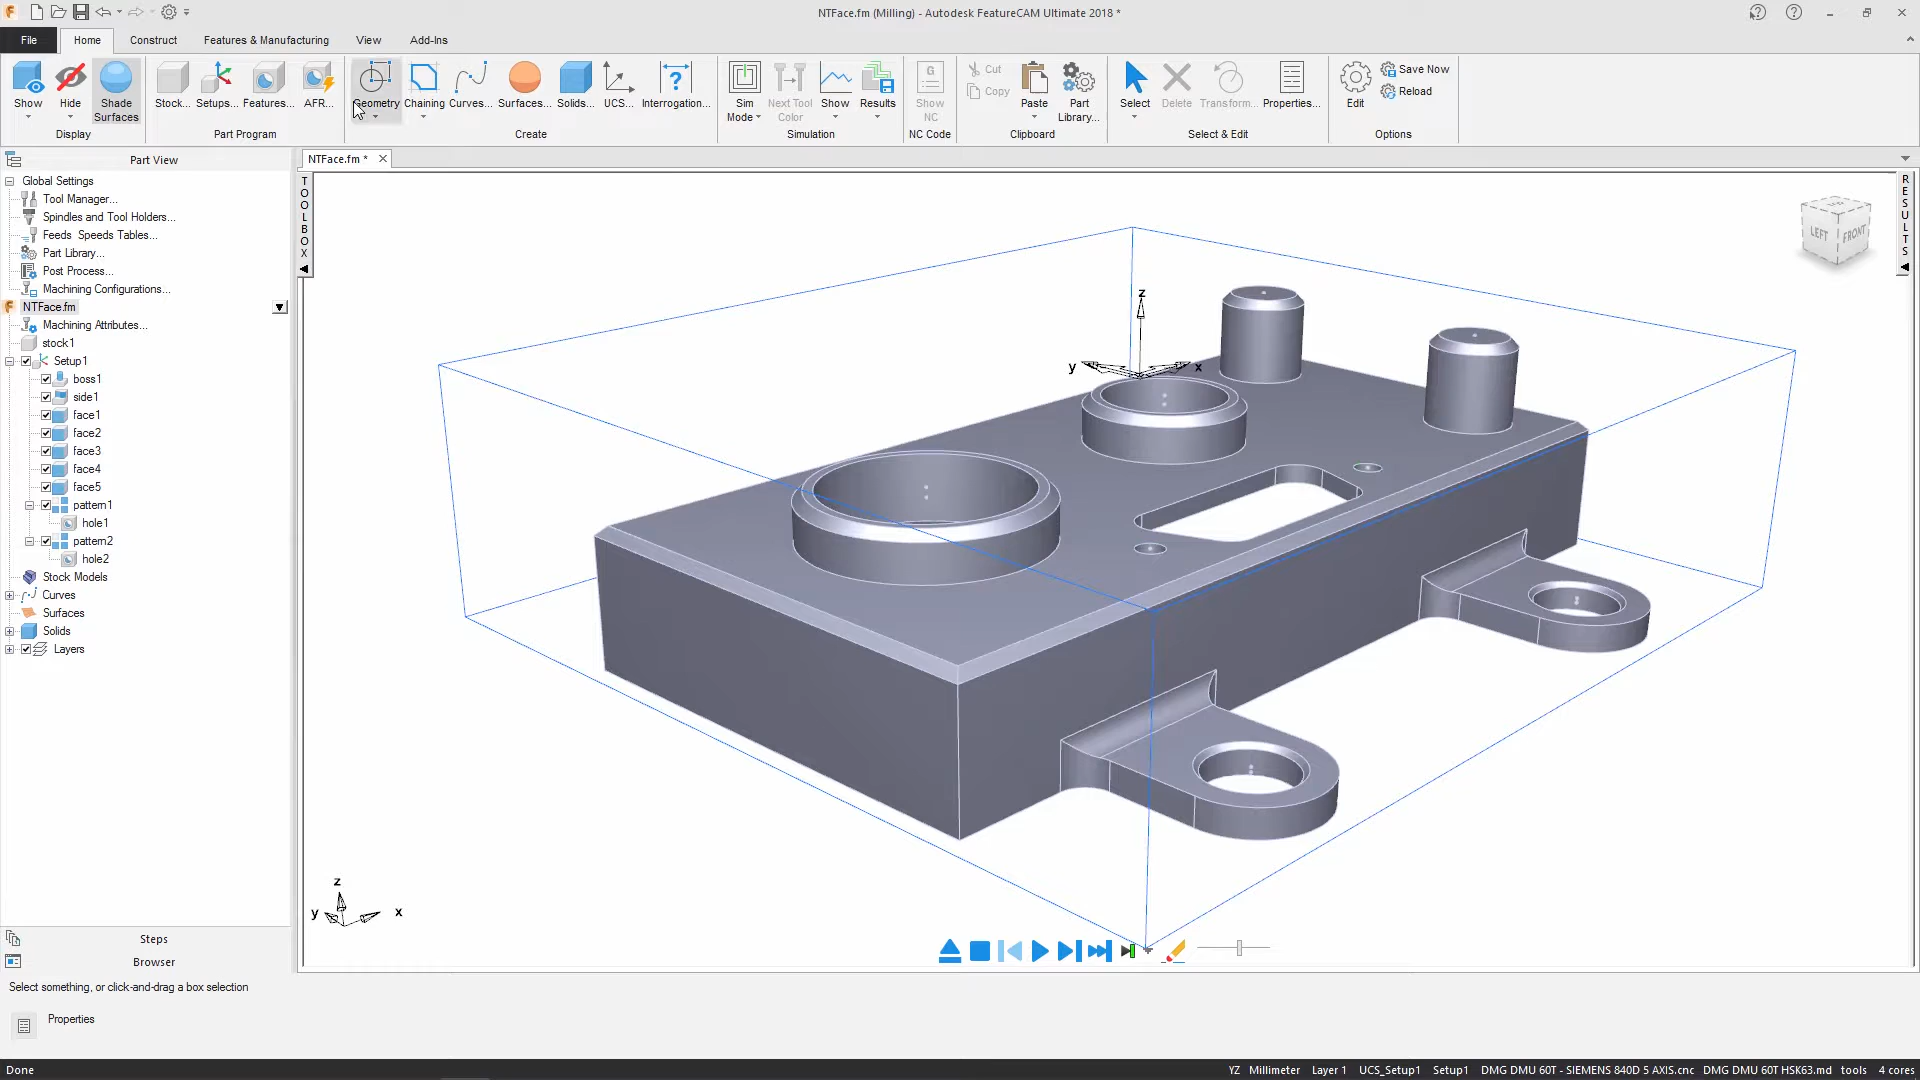 NTFace.fm (Milling) - Autodesk FeatureCAM Ultimate 2018 *
File
Home
Construct
Features & Manufacturing
View
Add-Ins
Show
Hide
Shade Surfaces
Display
Stock...
Setups...
Features...
AFR...
Part Program
Geometry
Chaining
Curves...
Surfaces...
Solids...
UCS...
Interrogation...
Create
Sim Mode
Next Tool Color
Show
Results
Simulation
G
N
Show NC
NC Code
Cut
Copy
Paste
Part Library...
Clipboard
Select
Delete
Transform...
Properties...
Select & Edit
Edit
Save Now
Reload
Options
Part View
NTFace.fm *
Global Settings
Tool Manager...
Spindles and Tool Holders...
Feeds Speeds Tables...
Part Library...
Post Process...
Machining Configurations...
NTFace.fm
Machining Attributes...
stock1
Setup1
boss1
side1
face1
face2
face3
face4
face5
pattern1
hole1
pattern2
hole2
Stock Models
Curves
Surfaces
Solids
Layers
TOOLBOX
RESULTS
TOP
LEFT
FRONT
z
y
x
z
y
x
Steps
Browser
Select something, or click-and-drag a box selection
Properties
Done
YZ Millimeter Layer 1 UCS_Setup1 Setup1 DMG DMU 60T - SIEMENS 840D 5 AXIS.cnc DMG DMU 60T HSK63.md tools 4 cores